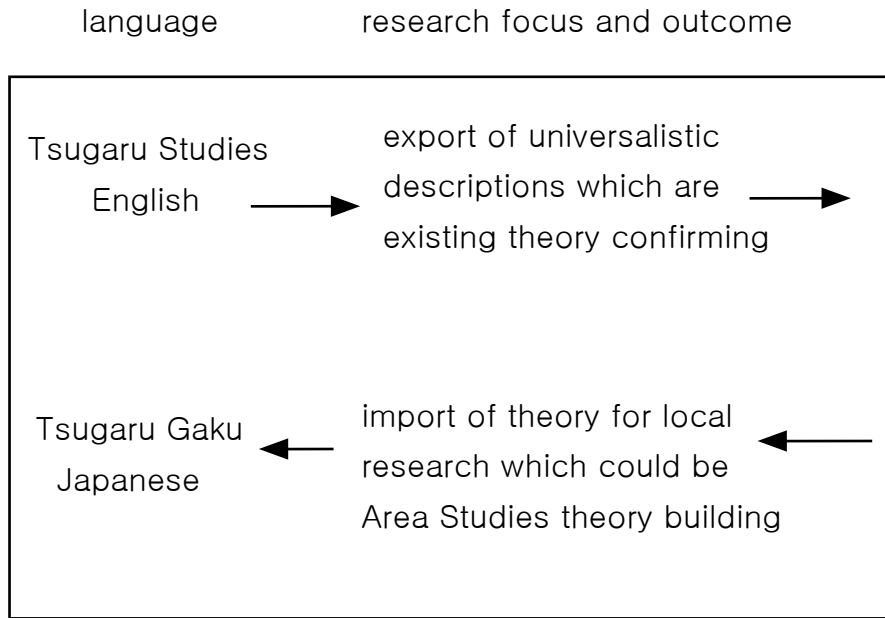 language
research focus and outcome
Tsugaru Studies
English
export of universalistic
descriptions which are
existing theory confirming
Tsugaru Gaku
Japanese
import of theory for local
research which could be
Area Studies theory building